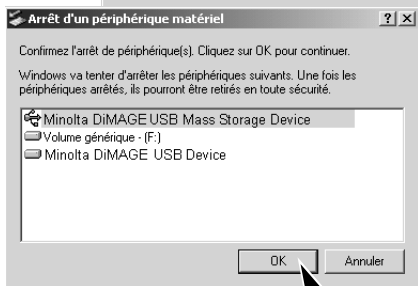 Arrêt d'un périphérique matériel
Confirmez l'arrêt de périphérique(s). Cliquez sur OK pour continuer.
Windows va tenter d'arrêter les périphériques suivants. Une fois les
périphériques arrêtés, ils pourront être retirés en toute sécurité.
Minolta DiMAGE USB Mass Storage Device
Volume générique - (F:)
Minolta DiMAGE USB Device
OK Annuler